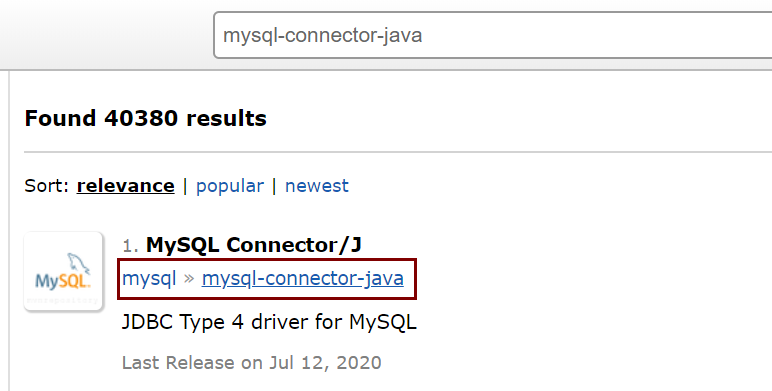 mysql-connector-java
Found 40380 results
Sort: relevance | popular | newest
1. MySQL Connector/J
MySQL
mysql » mysql-connector-java
JDBC Type 4 driver for MySQL
Last Release on Jul 12, 2020